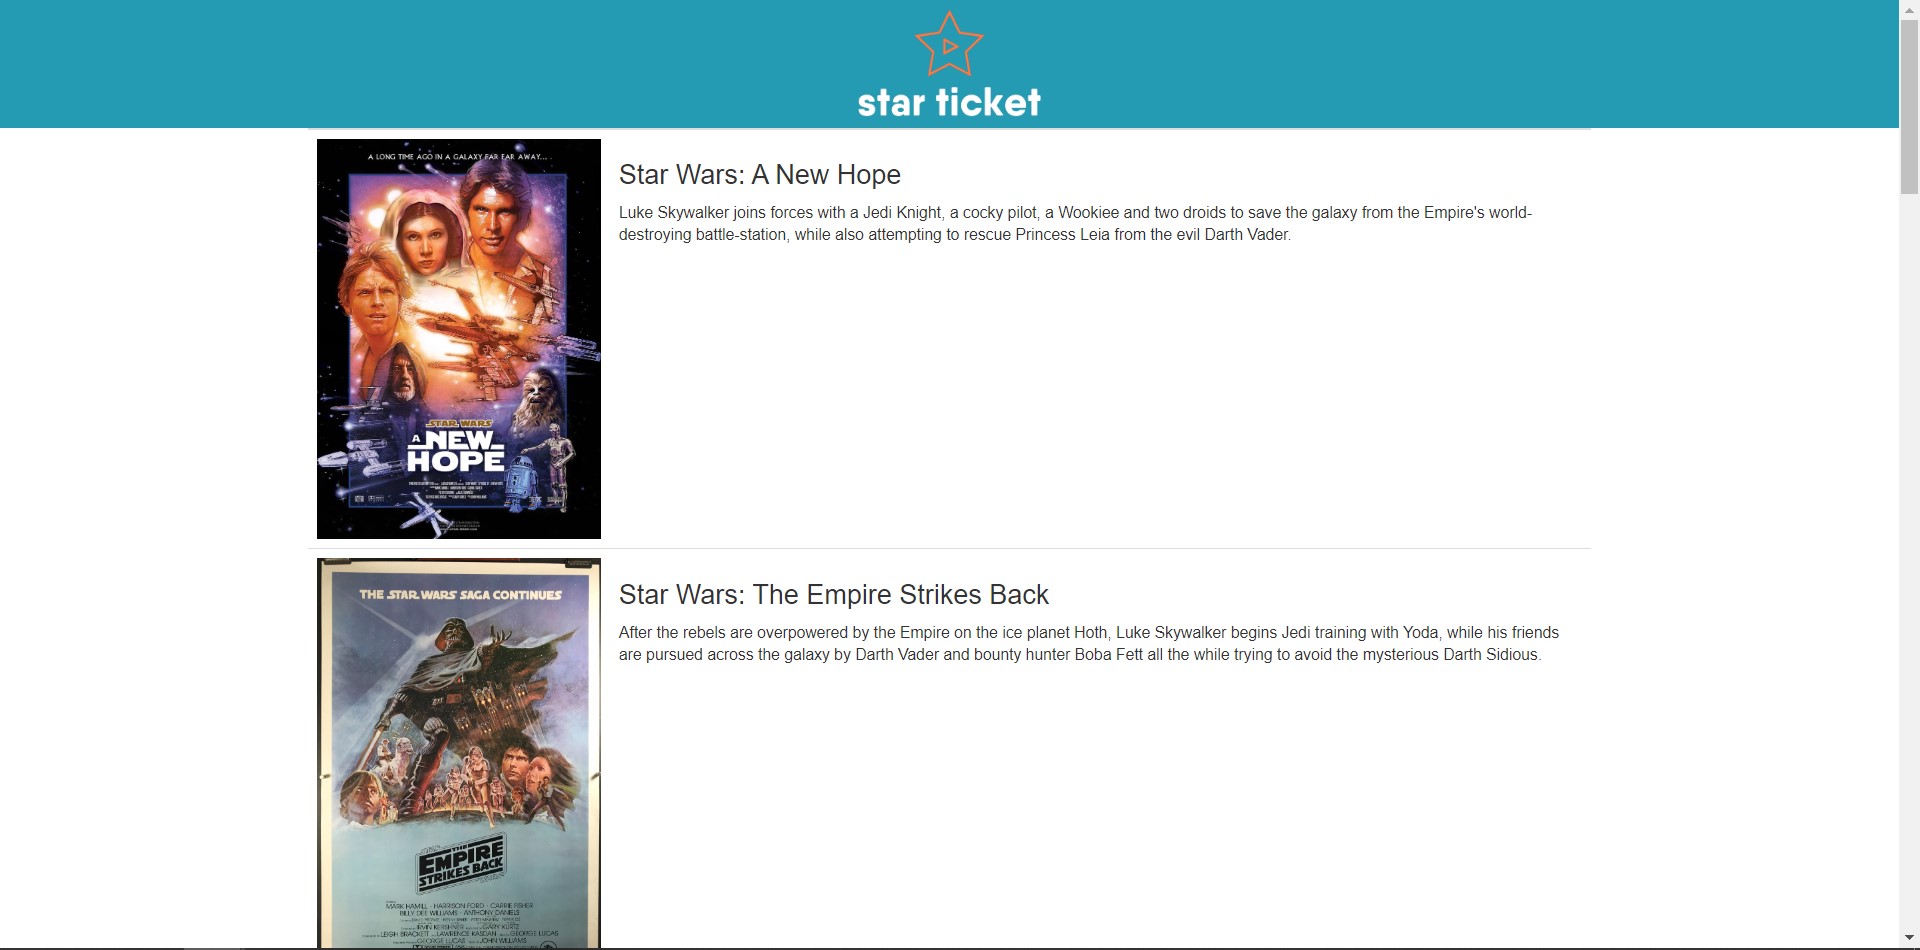 star ticket
A LONG TIME AGO IN A GALAXY FAR FAR AWAY...
STAR WARS
A NEW
HOPE
Star Wars: A New Hope
Luke Skywalker joins forces with a Jedi Knight, a cocky pilot, a Wookiee and two droids to save the galaxy from the Empire's world-
destroying battle-station, while also attempting to rescue Princess Leia from the evil Darth Vader.
THE STAR WARS SAGA CONTINUES
THE
EMPIRE
STRIKES BACK
MARK HAMILL · HARRISON FORD · CARRIE FISHER
BILLY DEE WILLIAMS · ANTHONY DANIELS
IRVIN KERSHNER GARY KURTZ
LEIGH BRACKETT LAWRENCE KASDAN GEORGE LUCAS
GEORGE LUCAS JOHN WILLIAMS
Star Wars: The Empire Strikes Back
After the rebels are overpowered by the Empire on the ice planet Hoth, Luke Skywalker begins Jedi training with Yoda, while his friends
are pursued across the galaxy by Darth Vader and bounty hunter Boba Fett all the while trying to avoid the mysterious Darth Sidious.